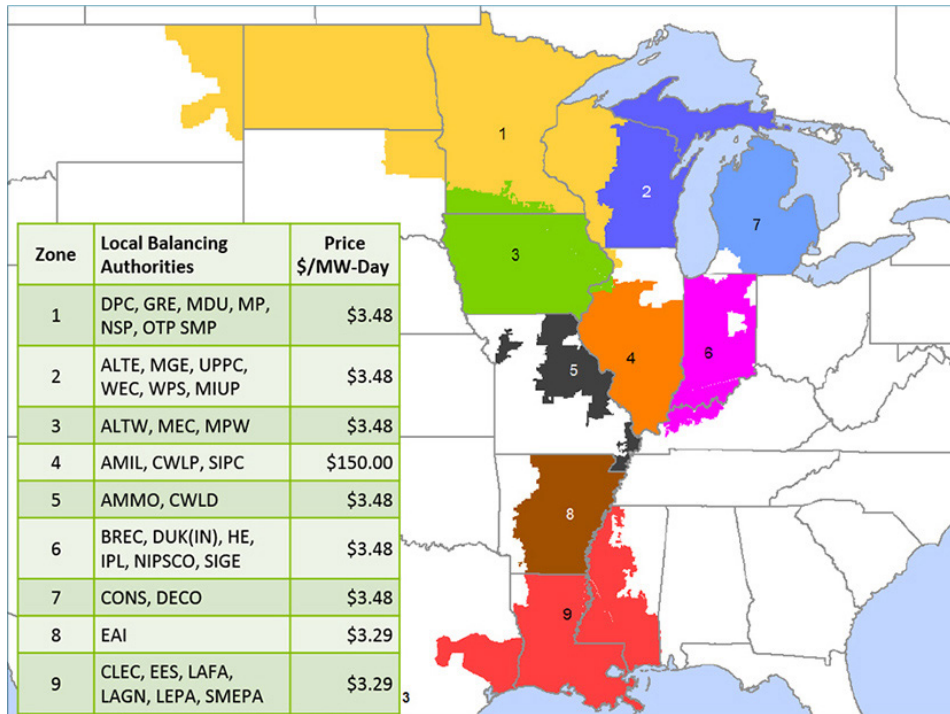 1
2
7
3
4
6
5
8
9
Zone
Local Balancing
Authorities
Price
$/MW-Day
1
DPC, GRE, MDU, MP,
NSP, OTP SMP
$3.48
2
ALTE, MGE, UPPC,
WEC, WPS, MIUP
$3.48
3
ALTW, MEC, MPW
$3.48
4
AMIL, CWLP, SIPC
$150.00
5
AMMO, CWLD
$3.48
6
BREC, DUK(IN), HE,
IPL, NIPSCO, SIGE
$3.48
7
CONS, DECO
$3.48
8
EAI
$3.29
9
CLEC, EES, LAFA,
LAGN, LEPA, SMEPA
$3.29
3